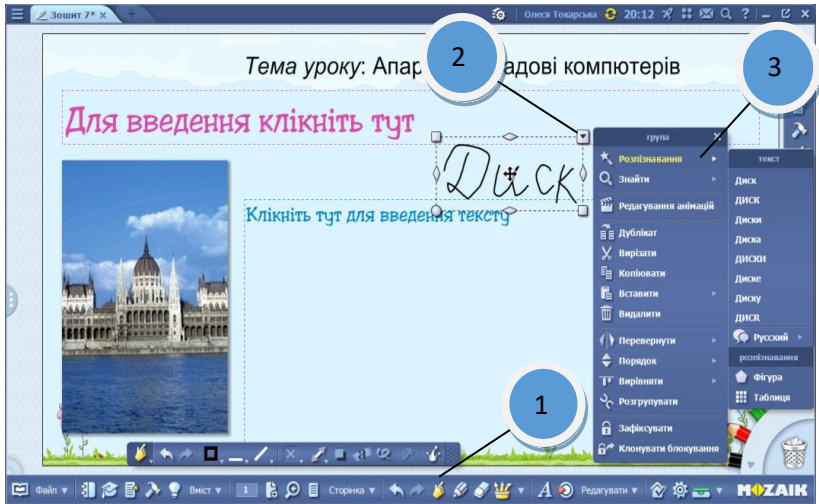 Зошит 7* x
Олеся Токарська
20:12
?
2
3
1
Тема уроку: Апар адові компютерів
Для введення клікніть тут
Диск
Клікніть тут для введення тексту
група
Розпізнавання
Знайти
Редагування анімацій
Дублікат
Вирізати
Копіювати
Вставити
Видалити
Перевернути
Порядок
Вирівняти
Розгрупувати
Зафіксувати
Клонувати блокування
текст
Диск
ДИСК
Диски
Диска
ДИСКИ
Диске
Диску
ДИСЯ
Русский
розпізнавання
Фігура
Таблиця
Файл
Вміст
1
Сторінка
A
Редагувати
MOZAIK